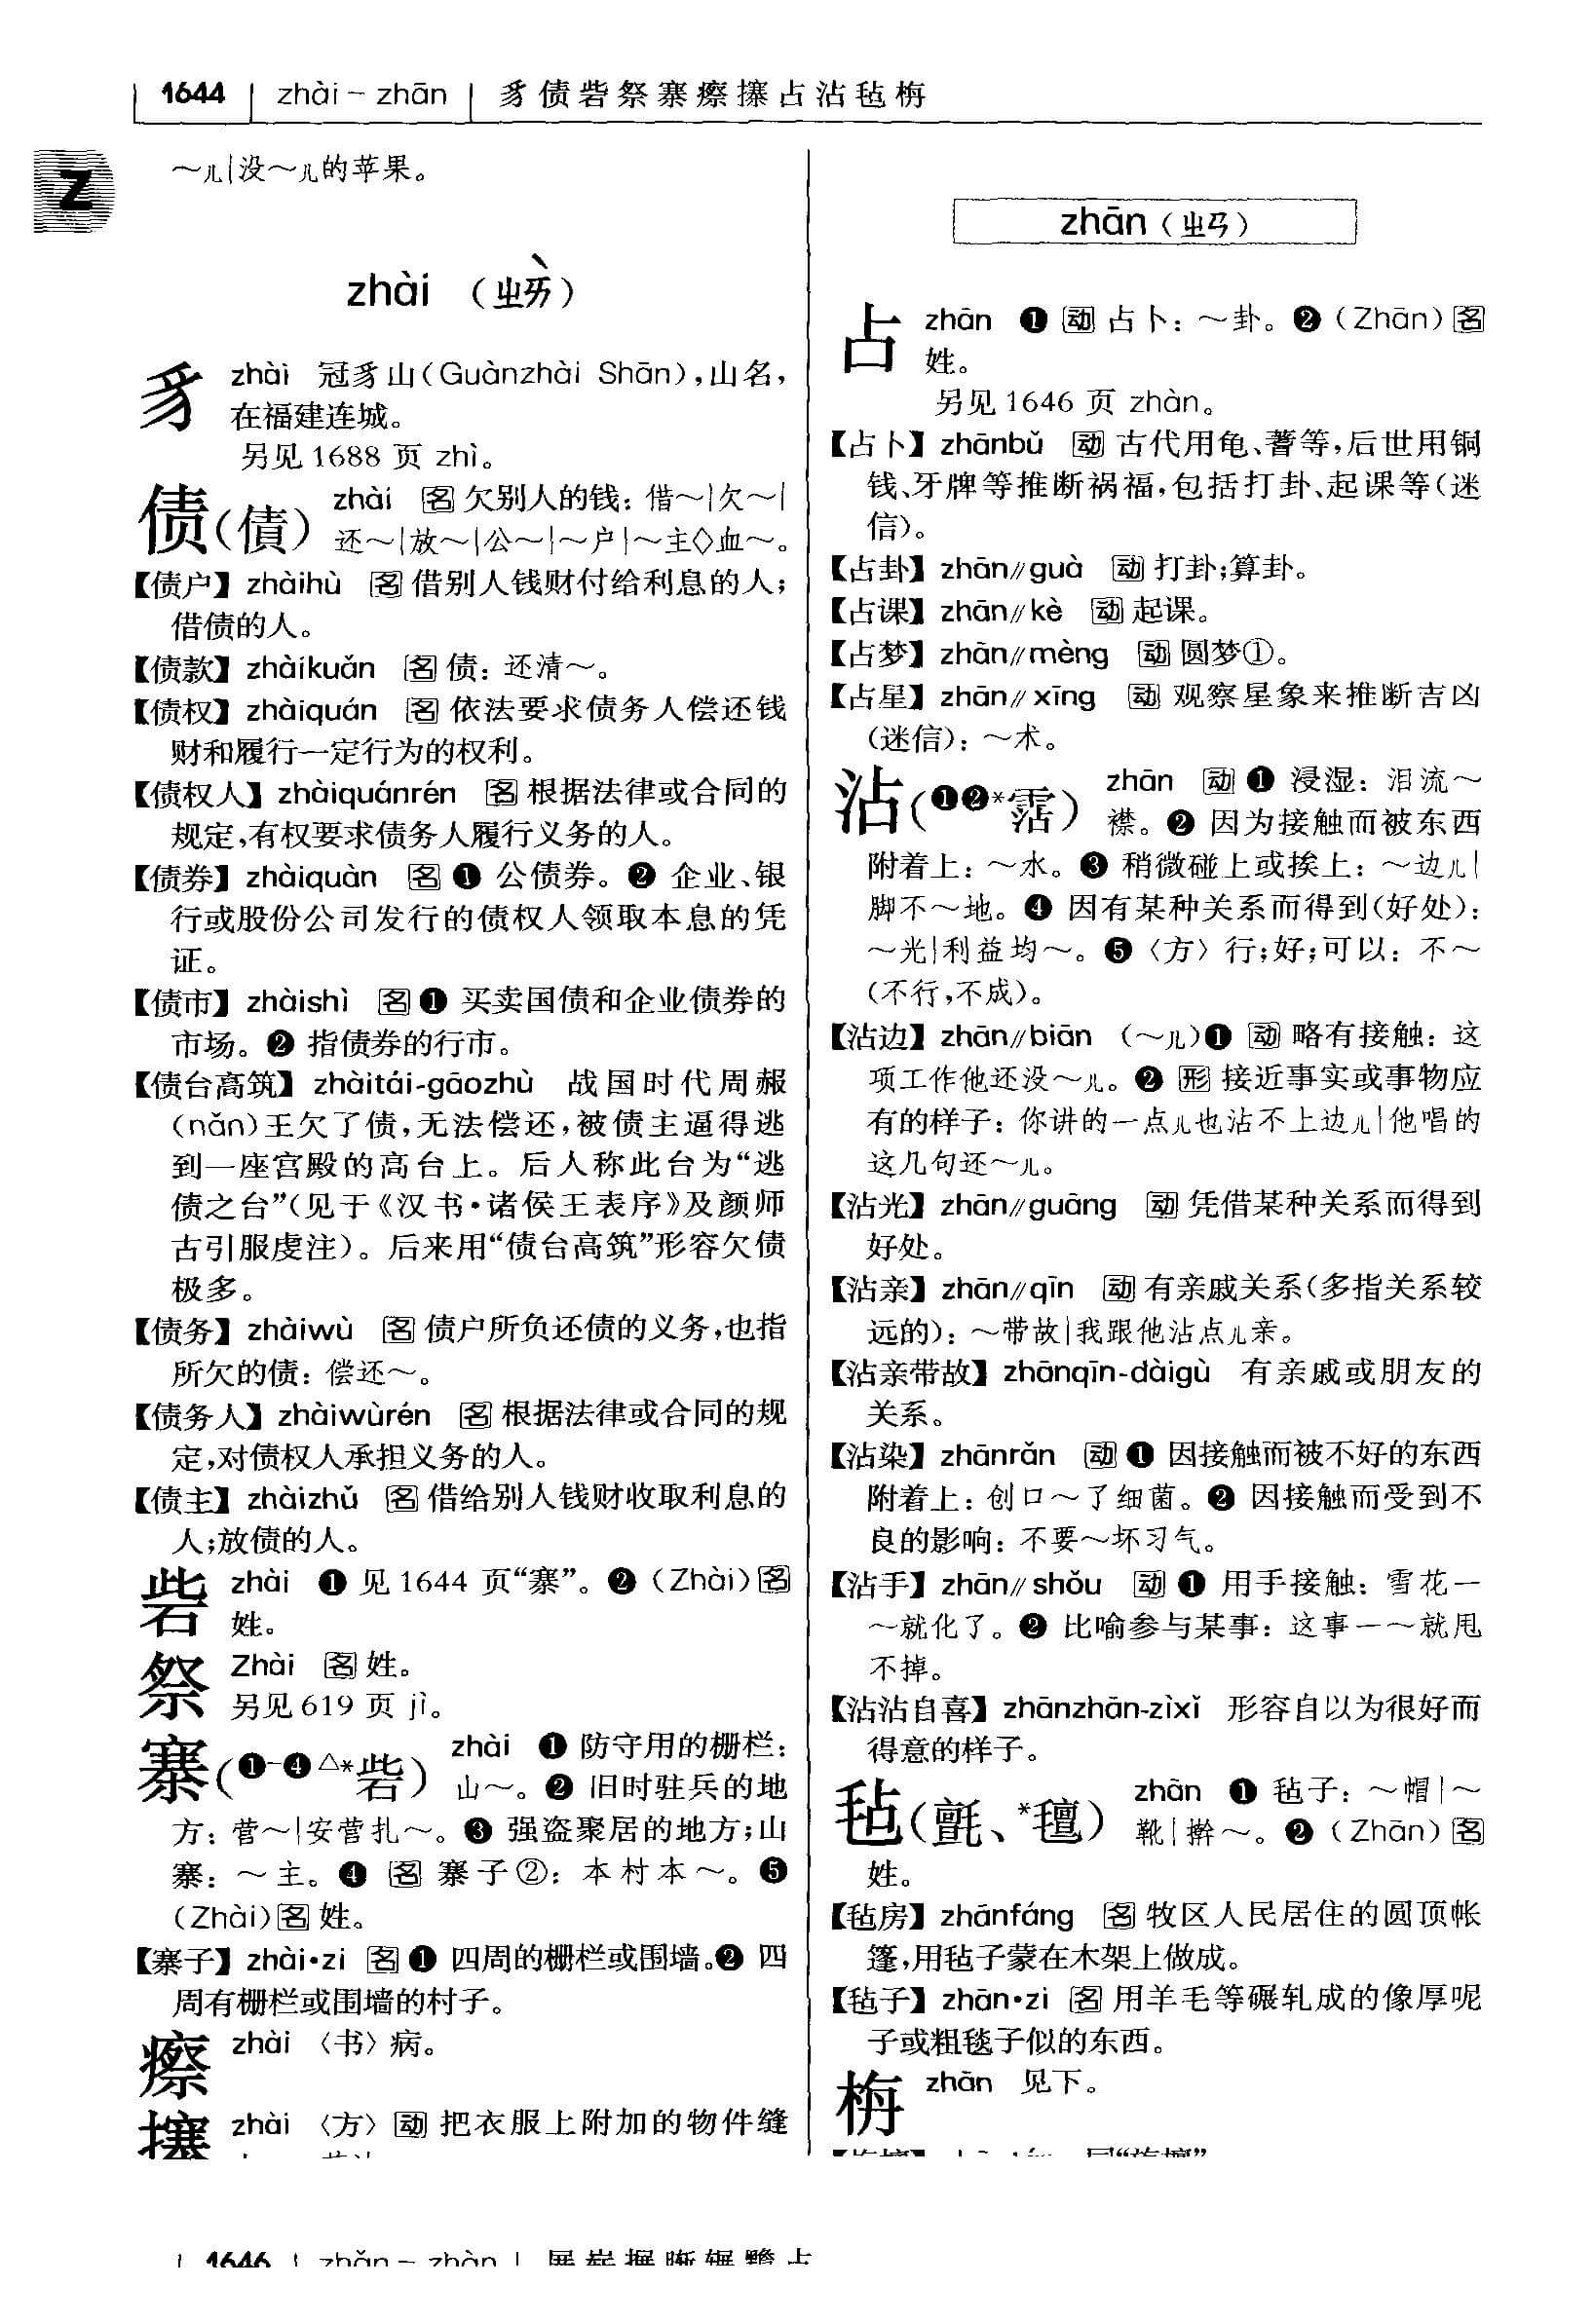 1644 zhài－zhān 豸债砦祭寨瘵㩟占沾毡栴
Z
～儿|没～儿的苹果。
zhài （ㄓㄞˋ）
豸 zhài 冠豸山（Guànzhài Shān），山名，
在福建连城。
另见1688页 zhì。
债（債） zhài 名 欠别人的钱：借～|欠～|
还～|放～|公～|～户|～主◇血～。
【债户】zhàihù 名 借别人钱财付给利息的人；
借债的人。
【债款】zhàikuǎn 名 债：还清～。
【债权】zhàiquán 名 依法要求债务人偿还钱
财和履行一定行为的权利。
【债权人】zhàiquánrén 名 根据法律或合同的
规定，有权要求债务人履行义务的人。
【债券】zhàiquàn 名 ❶ 公债券。❷ 企业、银
行或股份公司发行的债权人领取本息的凭
证。
【债市】zhàishì 名 ❶ 买卖国债和企业债券的
市场。❷ 指债券的行市。
【债台高筑】zhàitái-gāozhù 战国时代周赧
（nǎn）王欠了债，无法偿还，被债主逼得逃
到一座宫殿的高台上。后人称此台为“逃
债之台”（见于《汉书·诸侯王表序》及颜师
古引服虔注）。后来用“债台高筑”形容欠债
极多。
【债务】zhàiwù 名 债户所负还债的义务，也指
所欠的债：偿还～。
【债务人】zhàiwùrén 名 根据法律或合同的规
定，对债权人承担义务的人。
【债主】zhàizhǔ 名 借给别人钱财收取利息的
人；放债的人。
砦 zhài ❶ 见1644页“寨”。❷（Zhài）名
姓。
祭 Zhài 名 姓。
另见619页 jì。
寨（❶-❹△*砦） zhài ❶ 防守用的栅栏：
山～。❷ 旧时驻兵的地
方：营～|安营扎～。❸ 强盗聚居的地方；山
寨：～主。❹ 名 寨子②：本村本～。❺
（Zhài）名 姓。
【寨子】zhài·zi 名 ❶ 四周的栅栏或围墙。❷ 四
周有栅栏或围墙的村子。
瘵 zhài 〈书〉病。
㩟 zhài 〈方〉动 把衣服上附加的物件缝
zhān（ㄓㄢ）
占 zhān ❶ 动 占卜：～卦。❷（Zhān）名
姓。
另见1646页 zhàn。
【占卜】zhānbǔ 动 古代用龟、蓍等，后世用铜
钱、牙牌等推断祸福，包括打卦、起课等（迷
信）。
【占卦】zhān∥guà 动 打卦；算卦。
【占课】zhān∥kè 动 起课。
【占梦】zhān∥mèng 动 圆梦①。
【占星】zhān∥xīng 动 观察星象来推断吉凶
（迷信）：～术。
沾（❶❷*霑） zhān 动 ❶ 浸湿：泪流～
襟。❷ 因为接触而被东西
附着上：～水。❸ 稍微碰上或挨上：～边儿|
脚不～地。❹ 因有某种关系而得到（好处）：
～光|利益均～。❺〈方〉行；好；可以：不～
（不行，不成）。
【沾边】zhān∥biān （～儿）❶ 动 略有接触：这
项工作他还没～儿。❷ 形 接近事实或事物应
有的样子：你讲的一点儿也沾不上边儿|他唱的
这几句还～儿。
【沾光】zhān∥guāng 动 凭借某种关系而得到
好处。
【沾亲】zhān∥qīn 动 有亲戚关系（多指关系较
远的）：～带故|我跟他沾点儿亲。
【沾亲带故】zhānqīn-dàigù 有亲戚或朋友的
关系。
【沾染】zhānrǎn 动 ❶ 因接触而被不好的东西
附着上：创口～了细菌。❷ 因接触而受到不
良的影响：不要～坏习气。
【沾手】zhān∥shǒu 动 ❶ 用手接触：雪花一
～就化了。❷ 比喻参与某事：这事一～就甩
不掉。
【沾沾自喜】zhānzhān-zìxǐ 形容自以为很好而
得意的样子。
毡（氈、*氊） zhān ❶ 毡子：～帽|～
靴|擀～。❷（Zhān）名
姓。
【毡房】zhānfáng 名 牧区人民居住的圆顶帐
篷，用毡子蒙在木架上做成。
【毡子】zhān·zi 名 用羊毛等碾轧成的像厚呢
子或粗毯子似的东西。
栴 zhān 见下。
1646 zhǎn－zhàn